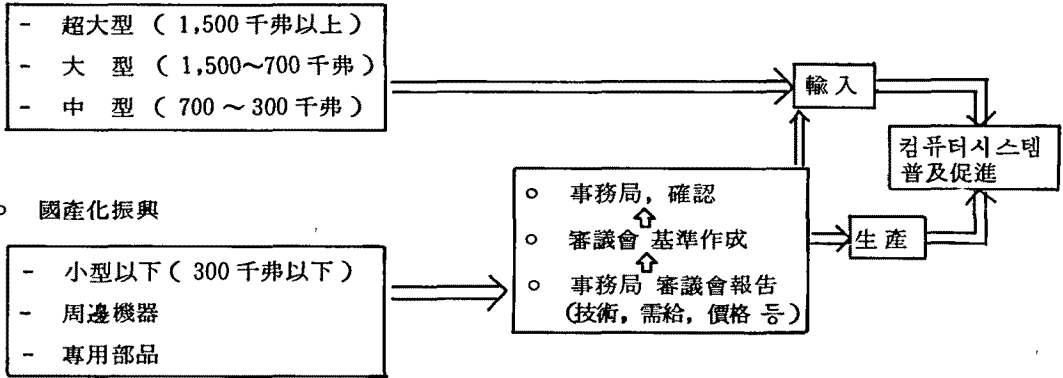 - 超大型 ( 1,500 千弗以上 )
- 大 型 ( 1,500~700 千弗 )
- 中 型 ( 700 ~ 300 千弗 )
輸入
컴퓨터시스템
普及促進
○ 國產化振興
- 小型以下 ( 300 千弗以下 )
- 周邊機器
- 專用部品
○ 事務局, 確認
○ 審議會 基準作成
○ 事務局 審議會報告
(技術, 需給, 價格 등)
生產